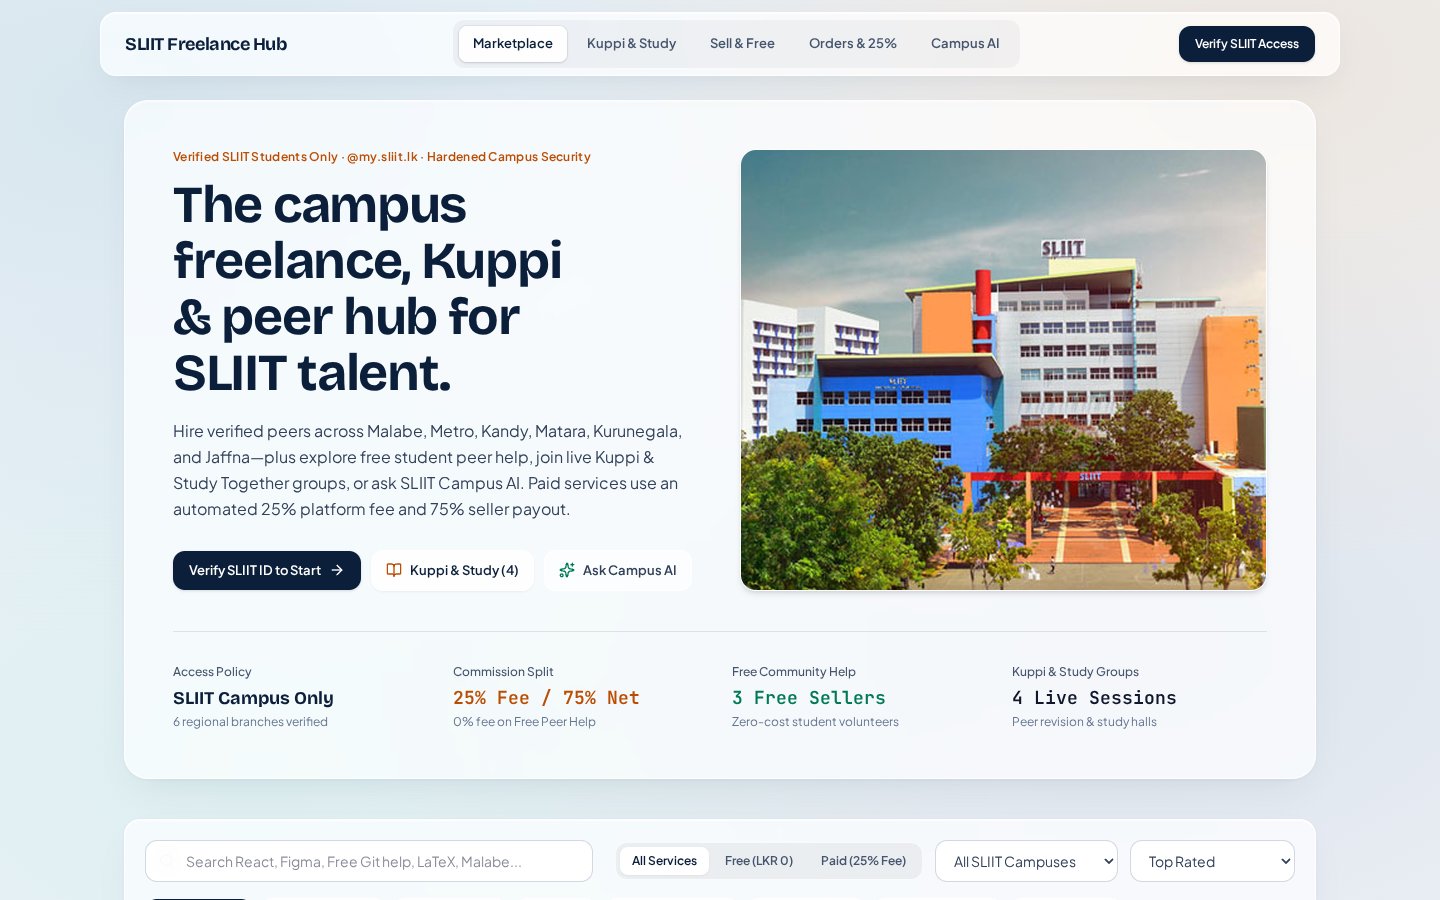 SLIIT Freelance Hub
Marketplace
Kuppi & Study
Sell & Free
Orders & 25%
Campus AI
Verify SLIIT Access
Verified SLIIT Students Only · @my.sliit.lk · Hardened Campus Security
The campus
freelance, Kuppi
& peer hub for
SLIIT talent.
Hire verified peers across Malabe, Metro, Kandy, Matara, Kurunegala,
and Jaffna—plus explore free student peer help, join live Kuppi &
Study Together groups, or ask SLIIT Campus AI. Paid services use an
automated 25% platform fee and 75% seller payout.
Verify SLIIT ID to Start
Kuppi & Study (4)
Ask Campus AI
SLIIT
SLIIT
SLIIT
Access Policy
SLIIT Campus Only
6 regional branches verified
Commission Split
25% Fee / 75% Net
0% fee on Free Peer Help
Free Community Help
3 Free Sellers
Zero-cost student volunteers
Kuppi & Study Groups
4 Live Sessions
Peer revision & study halls
Search React, Figma, Free Git help, LaTeX, Malabe...
All Services
Free (LKR 0)
Paid (25% Fee)
All SLIIT Campuses
Top Rated